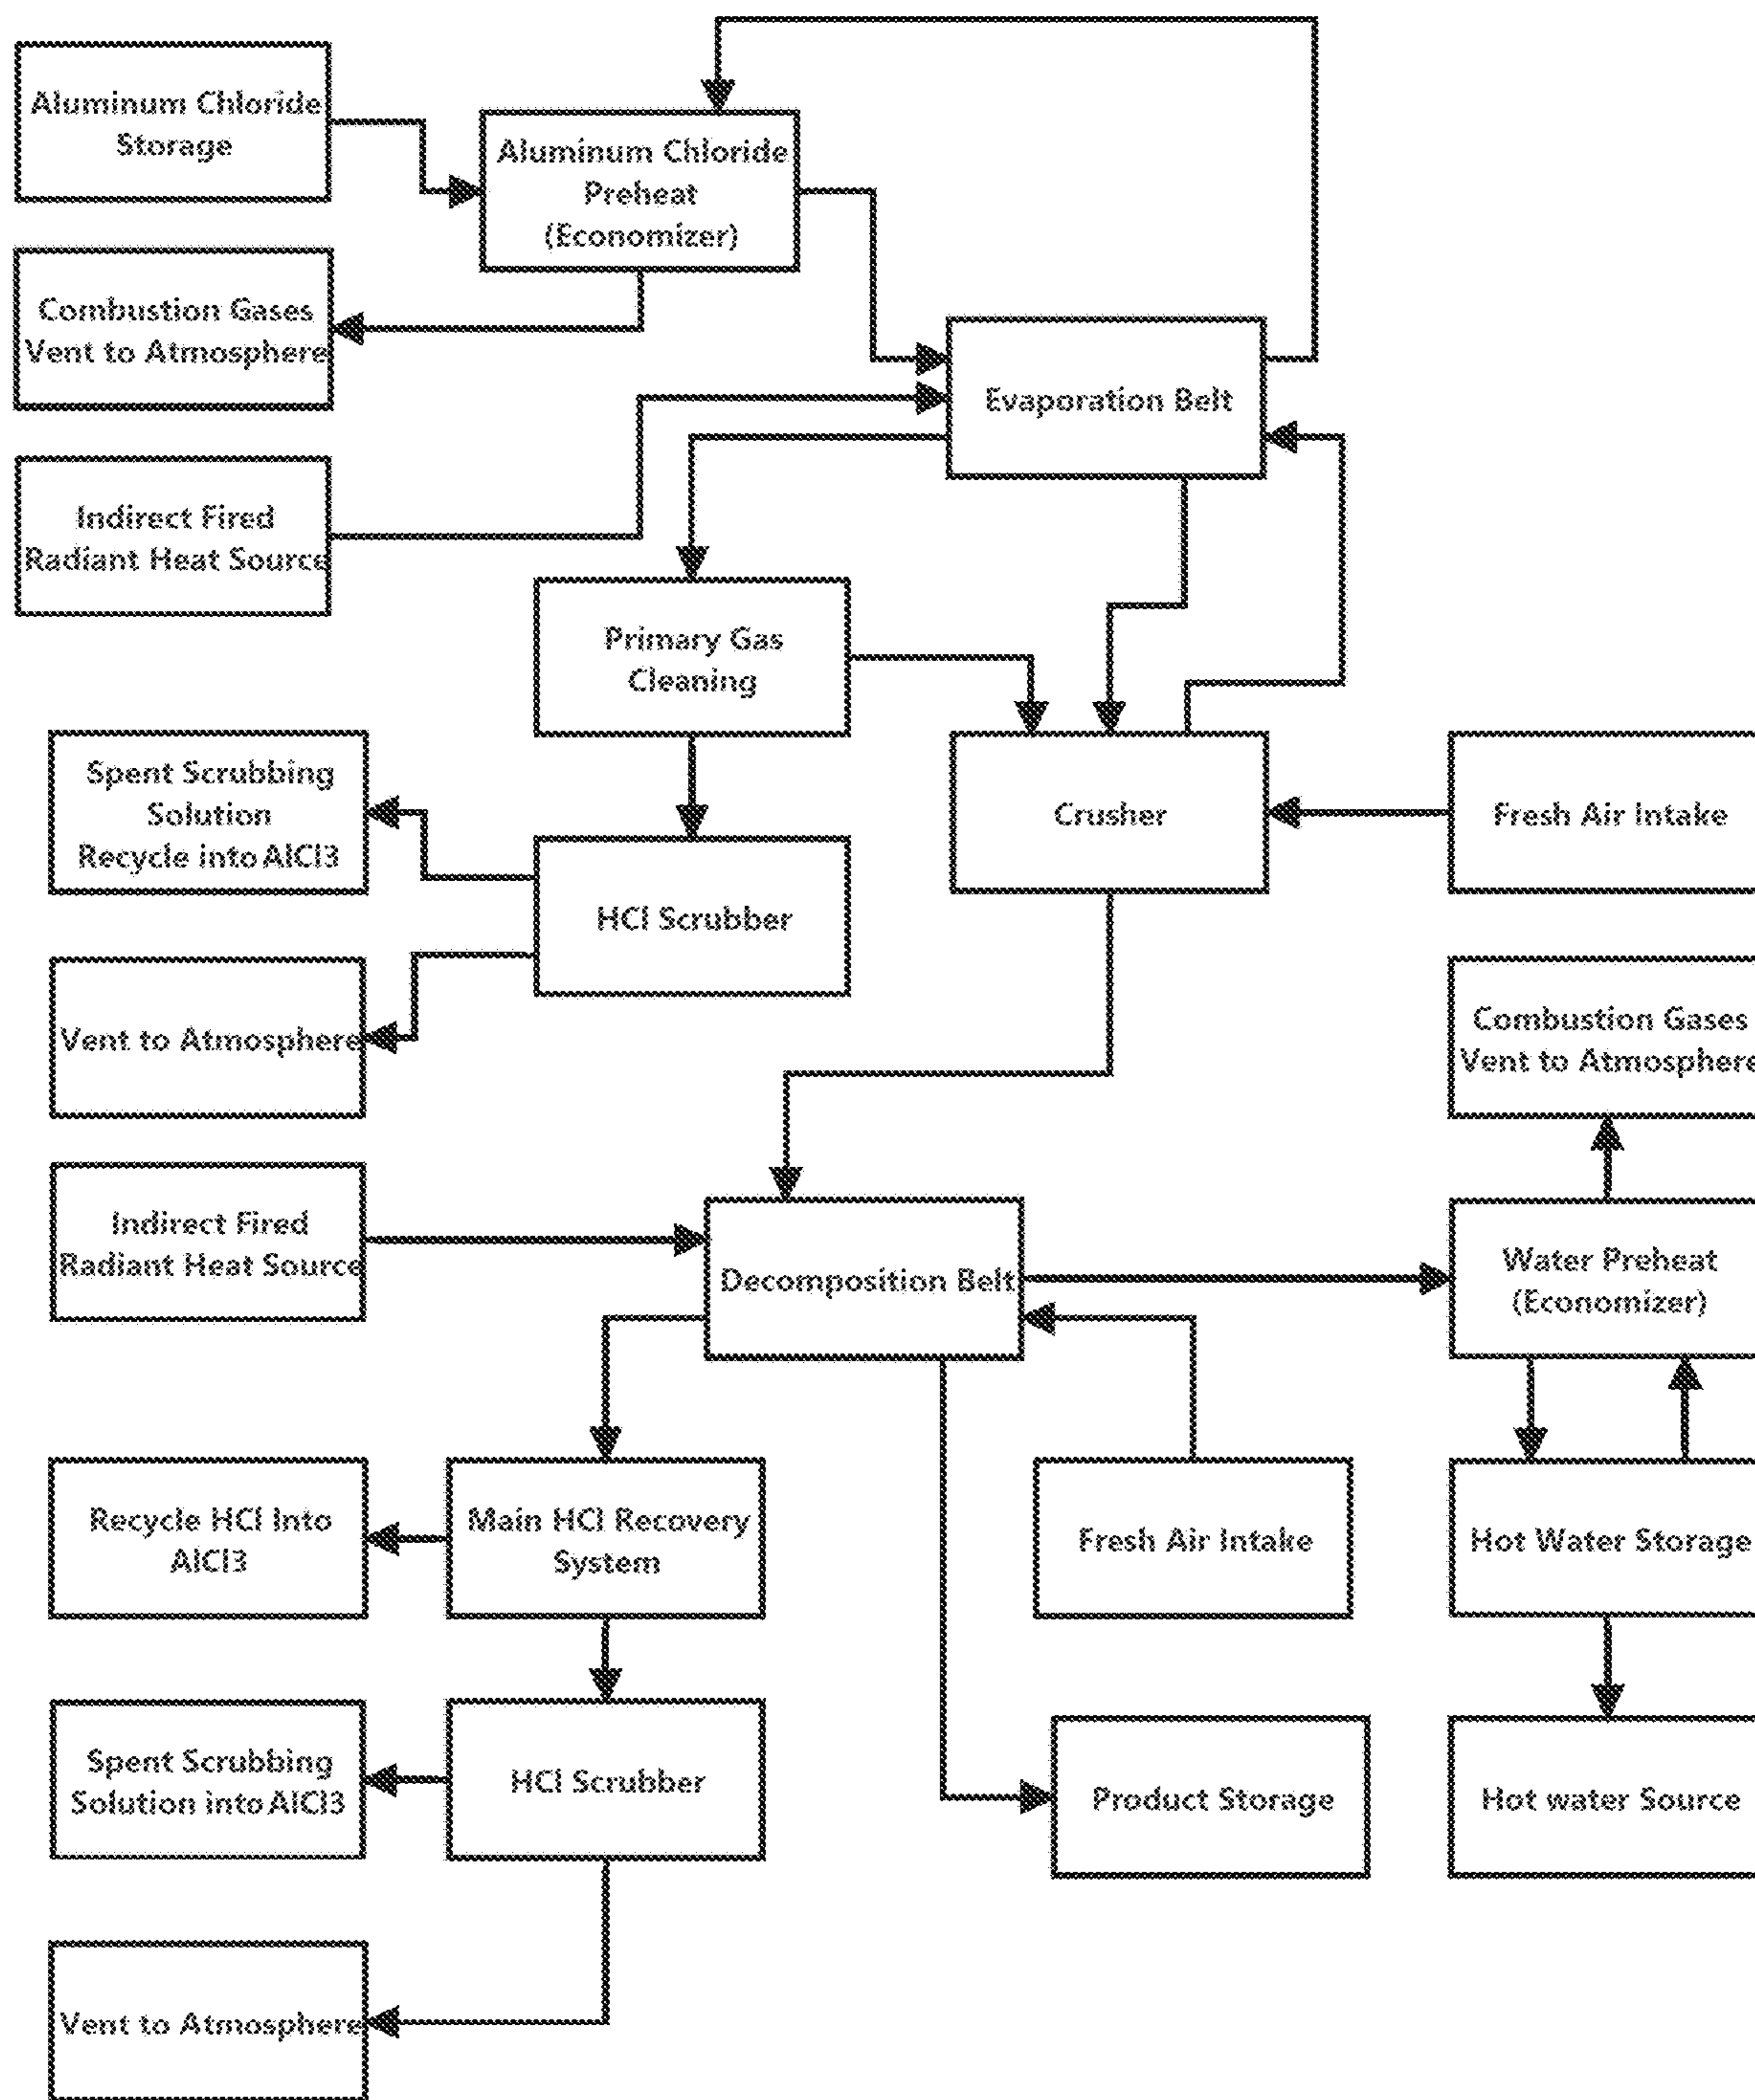 Aluminum Chloride
Storage
Aluminum Chloride
Preheat
(Economizer)
Combustion Gases
Vent to Atmosphere
Evaporation Belt
Indirect Fired
Radiant Heat Source
Primary Gas
Cleaning
Spent Scrubbing
Solution
Recycle into AlCl3
Crusher
Fresh Air Intake
HCl Scrubber
Vent to Atmosphere
Combustion Gases
Vent to Atmosphere
Indirect Fired
Radiant Heat Source
Decomposition Belt
Water Preheat
(Economizer)
Recycle HCl Into
AlCl3
Main HCl Recovery
System
Fresh Air Intake
Hot Water Storage
Spent Scrubbing
Solution into AlCl3
HCl Scrubber
Product Storage
Hot water Source
Vent to Atmosphere